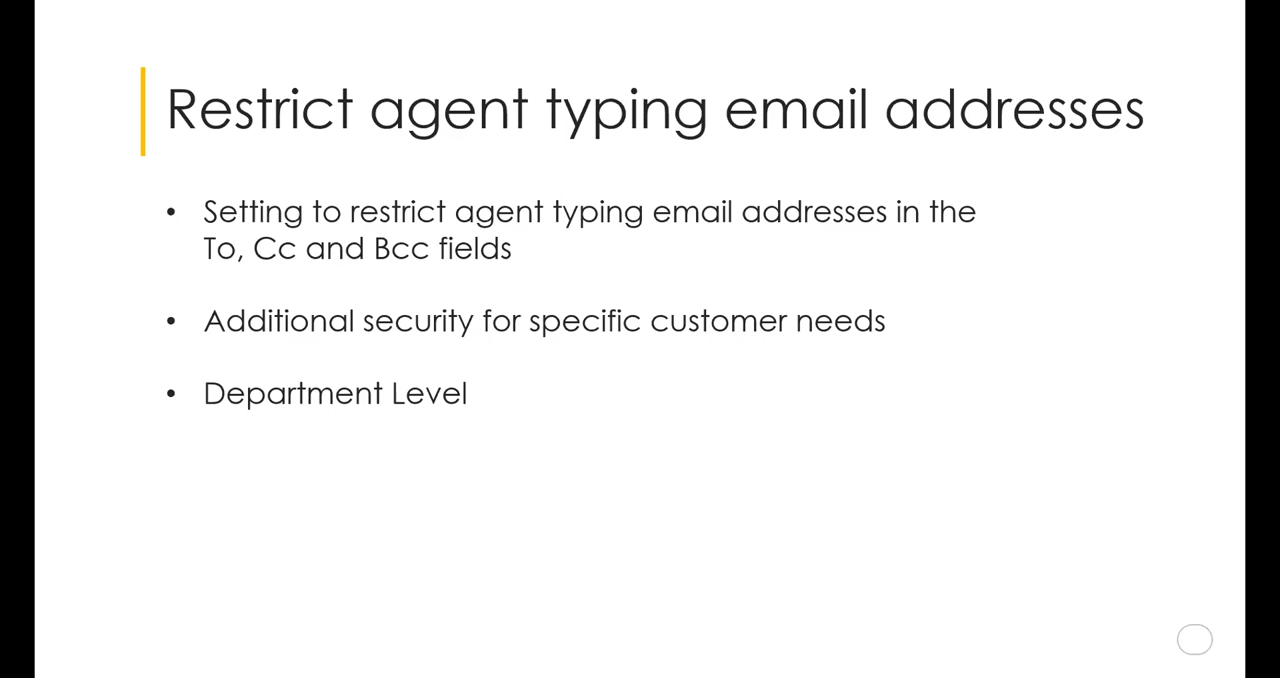 Restrict agent typing email addresses
• Setting to restrict agent typing email addresses in the
To, Cc and Bcc fields
• Additional security for specific customer needs
• Department Level